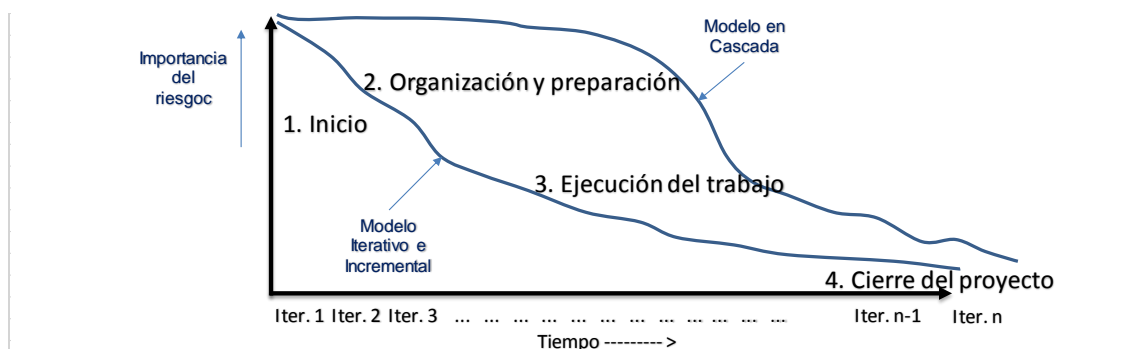 Modelo en
Cascada
Importancia
del
riesgoc
2. Organización y preparación
1. Inicio
3. Ejecución del trabajo
Modelo
Iterativo e
Incremental
4. Cierre del proyecto
Iter. 1 Iter. 2 Iter. 3 ... ... ... ... ... ... ... ... ... ... ... ... Iter. n-1 Iter. n
Tiempo --------- >